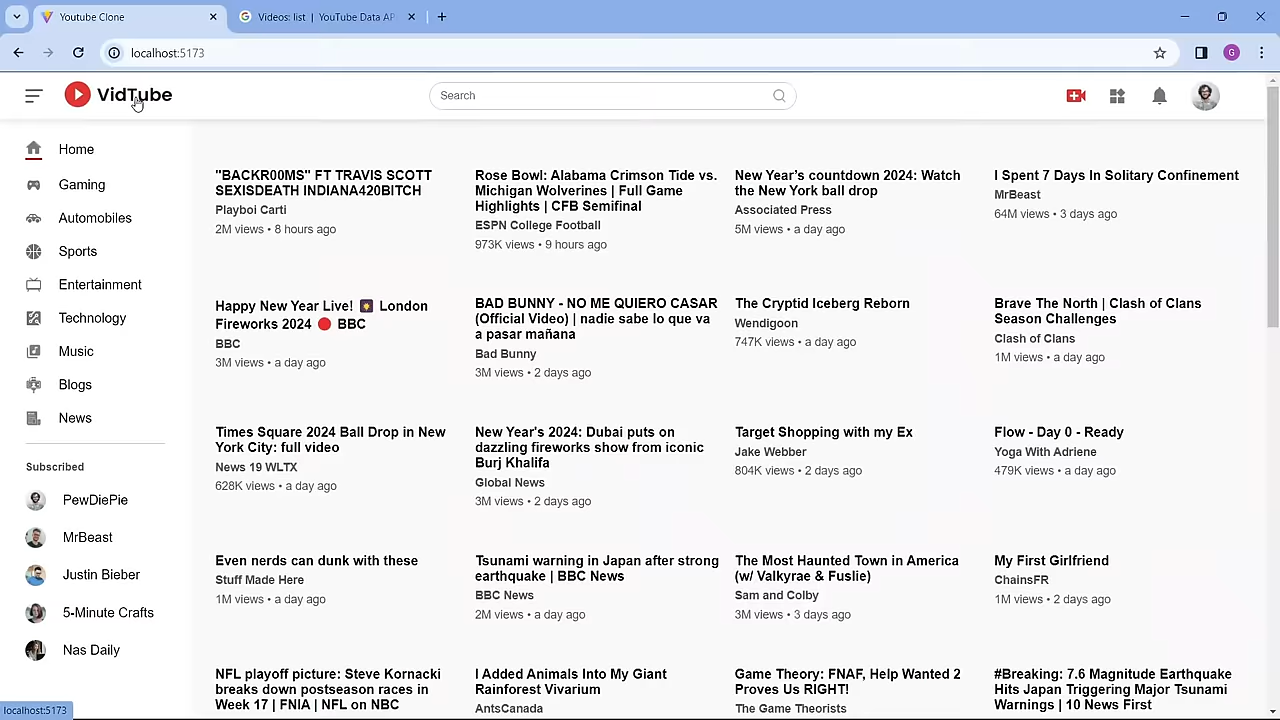 Youtube Clone
Videos: list | YouTube Data AP
localhost:5173
VidTube
Search
Home
Gaming
Automobiles
Sports
Entertainment
Technology
Music
Blogs
News
Subscribed
PewDiePie
MrBeast
Justin Bieber
5-Minute Crafts
Nas Daily
"BACKR00MS" FT TRAVIS SCOTT
SEXISDEATH INDIANA420BITCH
Playboi Carti
2M views • 8 hours ago
Rose Bowl: Alabama Crimson Tide vs.
Michigan Wolverines | Full Game
Highlights | CFB Semifinal
ESPN College Football
973K views • 9 hours ago
New Year's countdown 2024: Watch
the New York ball drop
Associated Press
5M views • a day ago
I Spent 7 Days In Solitary Confinement
MrBeast
64M views • 3 days ago
Happy New Year Live! 🎆 London
Fireworks 2024 🔴 BBC
BBC
3M views • a day ago
BAD BUNNY - NO ME QUIERO CASAR
(Official Video) | nadie sabe lo que va
a pasar mañana
Bad Bunny
3M views • 2 days ago
The Cryptid Iceberg Reborn
Wendigoon
747K views • a day ago
Brave The North | Clash of Clans
Season Challenges
Clash of Clans
1M views • a day ago
Times Square 2024 Ball Drop in New
York City: full video
News 19 WLTX
628K views • a day ago
New Year's 2024: Dubai puts on
dazzling fireworks show from iconic
Burj Khalifa
Global News
3M views • 2 days ago
Target Shopping with my Ex
Jake Webber
804K views • 2 days ago
Flow - Day 0 - Ready
Yoga With Adriene
479K views • a day ago
Even nerds can dunk with these
Stuff Made Here
1M views • a day ago
Tsunami warning in Japan after strong
earthquake | BBC News
BBC News
2M views • a day ago
The Most Haunted Town in America
(w/ Valkyrae & Fuslie)
Sam and Colby
3M views • 3 days ago
My First Girlfriend
ChainsFR
1M views • 2 days ago
NFL playoff picture: Steve Kornacki
breaks down postseason races in
Week 17 | FNIA | NFL on NBC
I Added Animals Into My Giant
Rainforest Vivarium
AntsCanada
Game Theory: FNAF, Help Wanted 2
Proves Us RIGHT!
The Game Theorists
#Breaking: 7.6 Magnitude Earthquake
Hits Japan Triggering Major Tsunami
Warnings | 10 News First
localhost:5173
G